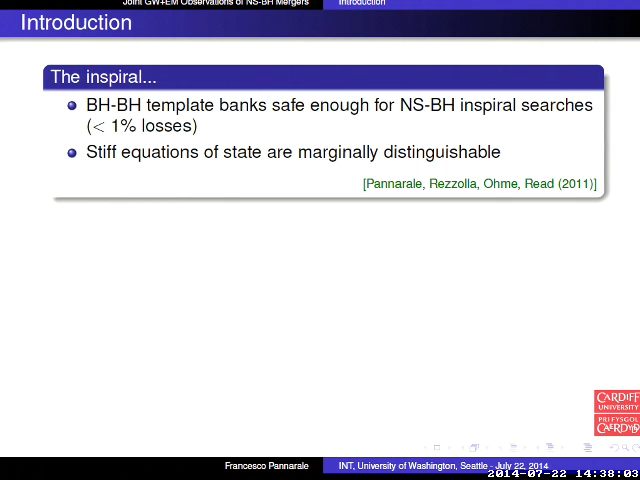 Joint GW+EM Observations of NS-BH Mergers Introduction
Introduction
The inspiral...
BH-BH template banks safe enough for NS-BH inspiral searches
(< 1% losses)
Stiff equations of state are marginally distinguishable
[Pannarale, Rezzolla, Ohme, Read (2011)]
CARDIFF
UNIVERSITY
PRIFYSGOL
CAERDYDD
Francesco Pannarale INT, University of Washington, Seattle - July 22, 2014
2014-07-22 14:38:03